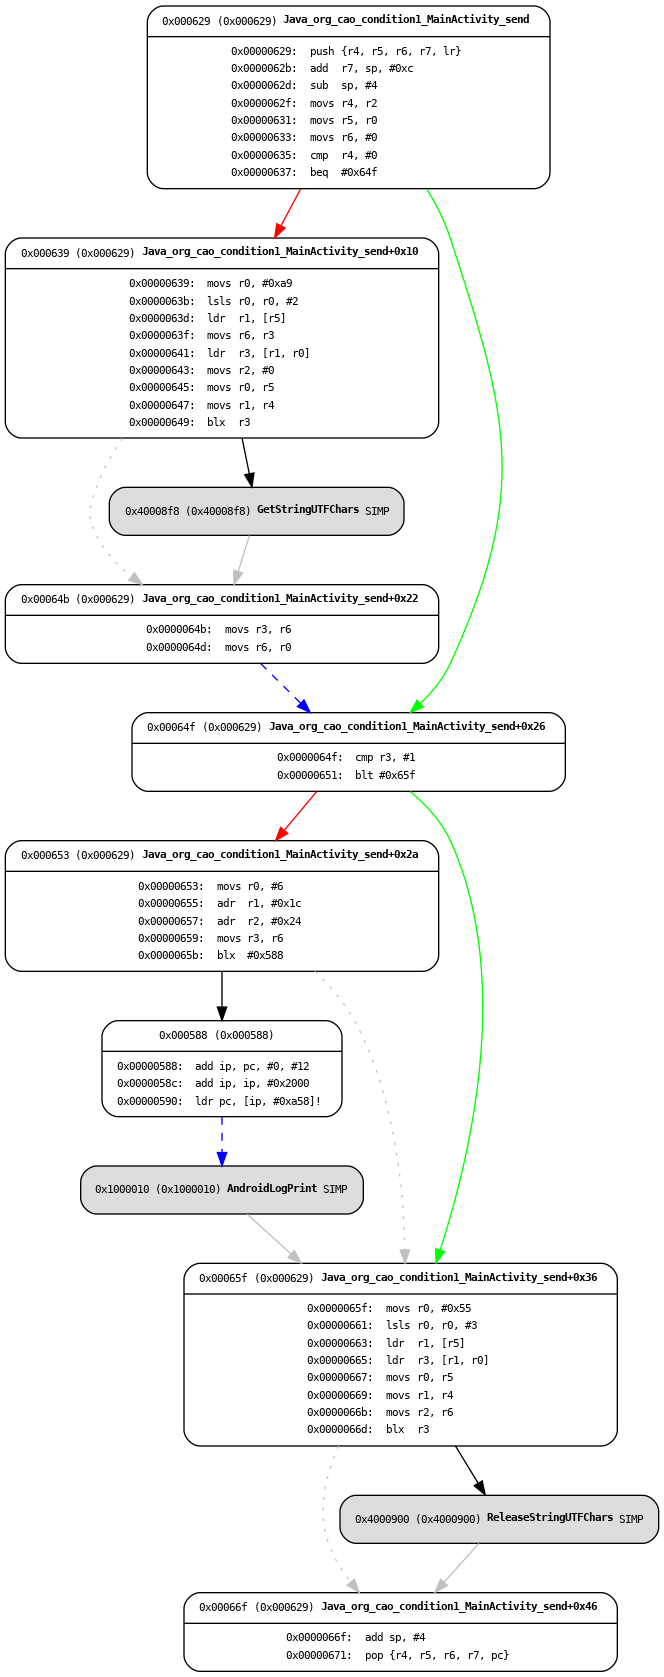 0x000629 (0x000629) Java_org_cao_condition1_MainActivity_send
0x00000629: push {r4, r5, r6, r7, lr}
0x0000062b: add r7, sp, #0xc
0x0000062d: sub sp, #4
0x0000062f: movs r4, r2
0x00000631: movs r5, r0
0x00000633: movs r6, #0
0x00000635: cmp r4, #0
0x00000637: beq #0x64f
0x000639 (0x000629) Java_org_cao_condition1_MainActivity_send+0x10
0x00000639: movs r0, #0xa9
0x0000063b: lsls r0, r0, #2
0x0000063d: ldr r1, [r5]
0x0000063f: movs r6, r3
0x00000641: ldr r3, [r1, r0]
0x00000643: movs r2, #0
0x00000645: movs r0, r5
0x00000647: movs r1, r4
0x00000649: blx r3
0x40008f8 (0x40008f8) GetStringUTFChars SIMP
0x00064b (0x000629) Java_org_cao_condition1_MainActivity_send+0x22
0x0000064b: movs r3, r6
0x0000064d: movs r6, r0
0x00064f (0x000629) Java_org_cao_condition1_MainActivity_send+0x26
0x0000064f: cmp r3, #1
0x00000651: blt #0x65f
0x000653 (0x000629) Java_org_cao_condition1_MainActivity_send+0x2a
0x00000653: movs r0, #6
0x00000655: adr r1, #0x1c
0x00000657: adr r2, #0x24
0x00000659: movs r3, r6
0x0000065b: blx #0x588
0x000588 (0x000588)
0x00000588: add ip, pc, #0, #12
0x0000058c: add ip, ip, #0x2000
0x00000590: ldr pc, [ip, #0xa58]!
0x1000010 (0x1000010) AndroidLogPrint SIMP
0x00065f (0x000629) Java_org_cao_condition1_MainActivity_send+0x36
0x0000065f: movs r0, #0x55
0x00000661: lsls r0, r0, #3
0x00000663: ldr r1, [r5]
0x00000665: ldr r3, [r1, r0]
0x00000667: movs r0, r5
0x00000669: movs r1, r4
0x0000066b: movs r2, r6
0x0000066d: blx r3
0x4000900 (0x4000900) ReleaseStringUTFChars SIMP
0x00066f (0x000629) Java_org_cao_condition1_MainActivity_send+0x46
0x0000066f: add sp, #4
0x00000671: pop {r4, r5, r6, r7, pc}